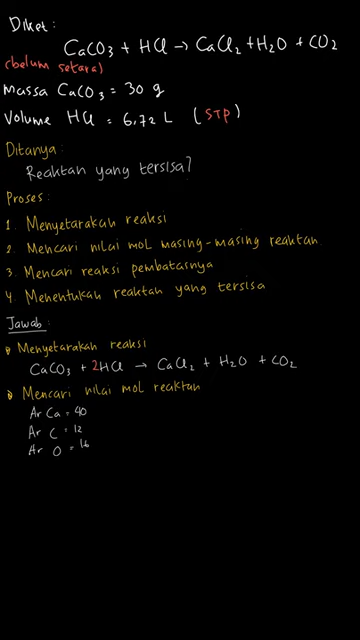 Diket:
CaCO3 + HCl → CaCl2 + H2O + CO2
(belum setara)
Massa CaCO3 = 30 g
Volume HCl = 6,72 L (STP)
Ditanya:
Reaktan yang tersisa?
Proses:
1. Menyetarakan reaksi
2. Mencari nilai mol masing-masing reaktan
3. Mencari reaksi pembatasnya
4. Menentukan reaktan yang tersisa
Jawab:
Menyetarakan reaksi
CaCO3 + 2HCl → CaCl2 + H2O + CO2
Mencari nilai mol reaktan
Ar Ca = 40
Ar C = 12
Ar O = 16